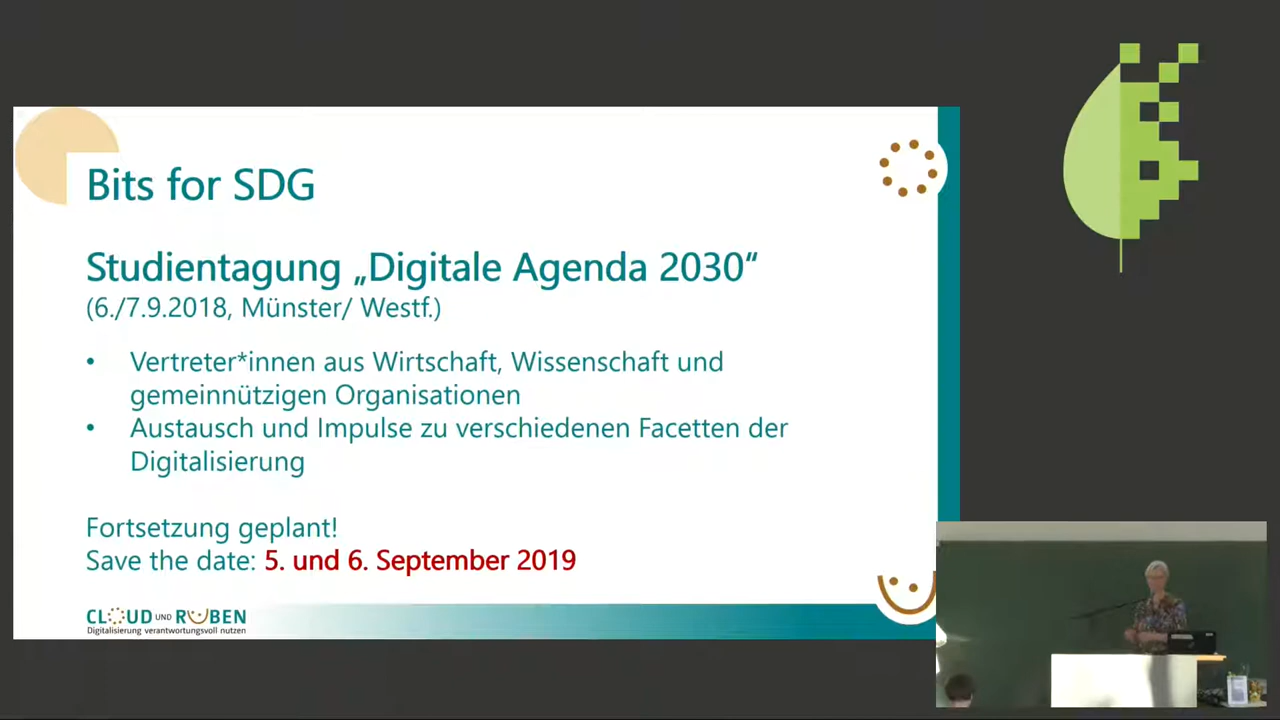 Bits for SDG
Studientagung „Digitale Agenda 2030“
(6./7.9.2018, Münster/ Westf.)
• Vertreter*innen aus Wirtschaft, Wissenschaft und
gemeinnützigen Organisationen
• Austausch und Impulse zu verschiedenen Facetten der
Digitalisierung
Fortsetzung geplant!
Save the date: 5. und 6. September 2019
CLOUD UND RUBEN
Digitalisierung verantwortungsvoll nutzen